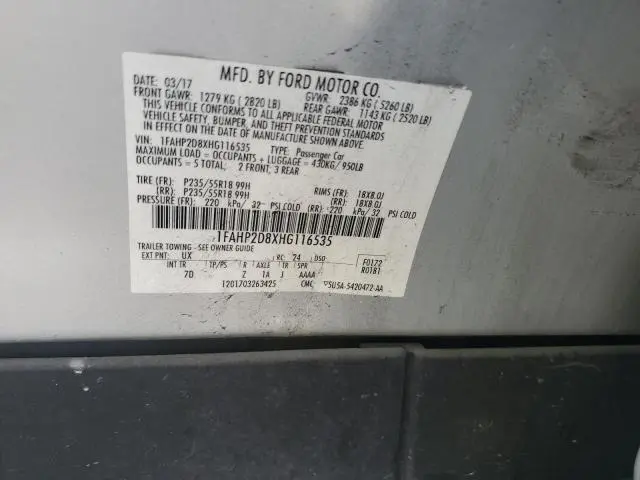 MFD. BY FORD MOTOR CO.
DATE: 03/17 GVWR: 2386 KG ( 5260 LB)
FRONT GAWR: 1279 KG ( 2820 LB) REAR GAWR: 1143 KG ( 2520 LB)
THIS VEHICLE CONFORMS TO ALL APPLICABLE FEDERAL MOTOR
VEHICLE SAFETY, BUMPER, AND THEFT PREVENTION STANDARDS
IN EFFECT ON THE DATE OF MANUFACTURE SHOWN ABOVE.
VIN: 1FAHP2D8XHG116535 TYPE: Passenger Car
MAXIMUM LOAD = OCCUPANTS + LUGGAGE = 430KG/950LB
OCCUPANTS = 5 TOTAL, 2 FRONT, 3 REAR
TIRE (FR): P235/55R18 99H RIMS (FR): 18X8.0J
(RR): P235/55R18 99H (RR): 18X8.0J
PRESSURE (FR): 220 kPa/ 32 PSI COLD (RR) 220 kPa/ 32 PSI COLD
1FAHP2D8XHG116535
TRAILER TOWING - SEE OWNER GUIDE
EXT PNT: UX RC: 24 DSO: F0172
INT TR TP/PS R AXLE TR SPR R0181
7D Z 1A J AAAA
1201703263425 CMC 5U5A-5420472-AA